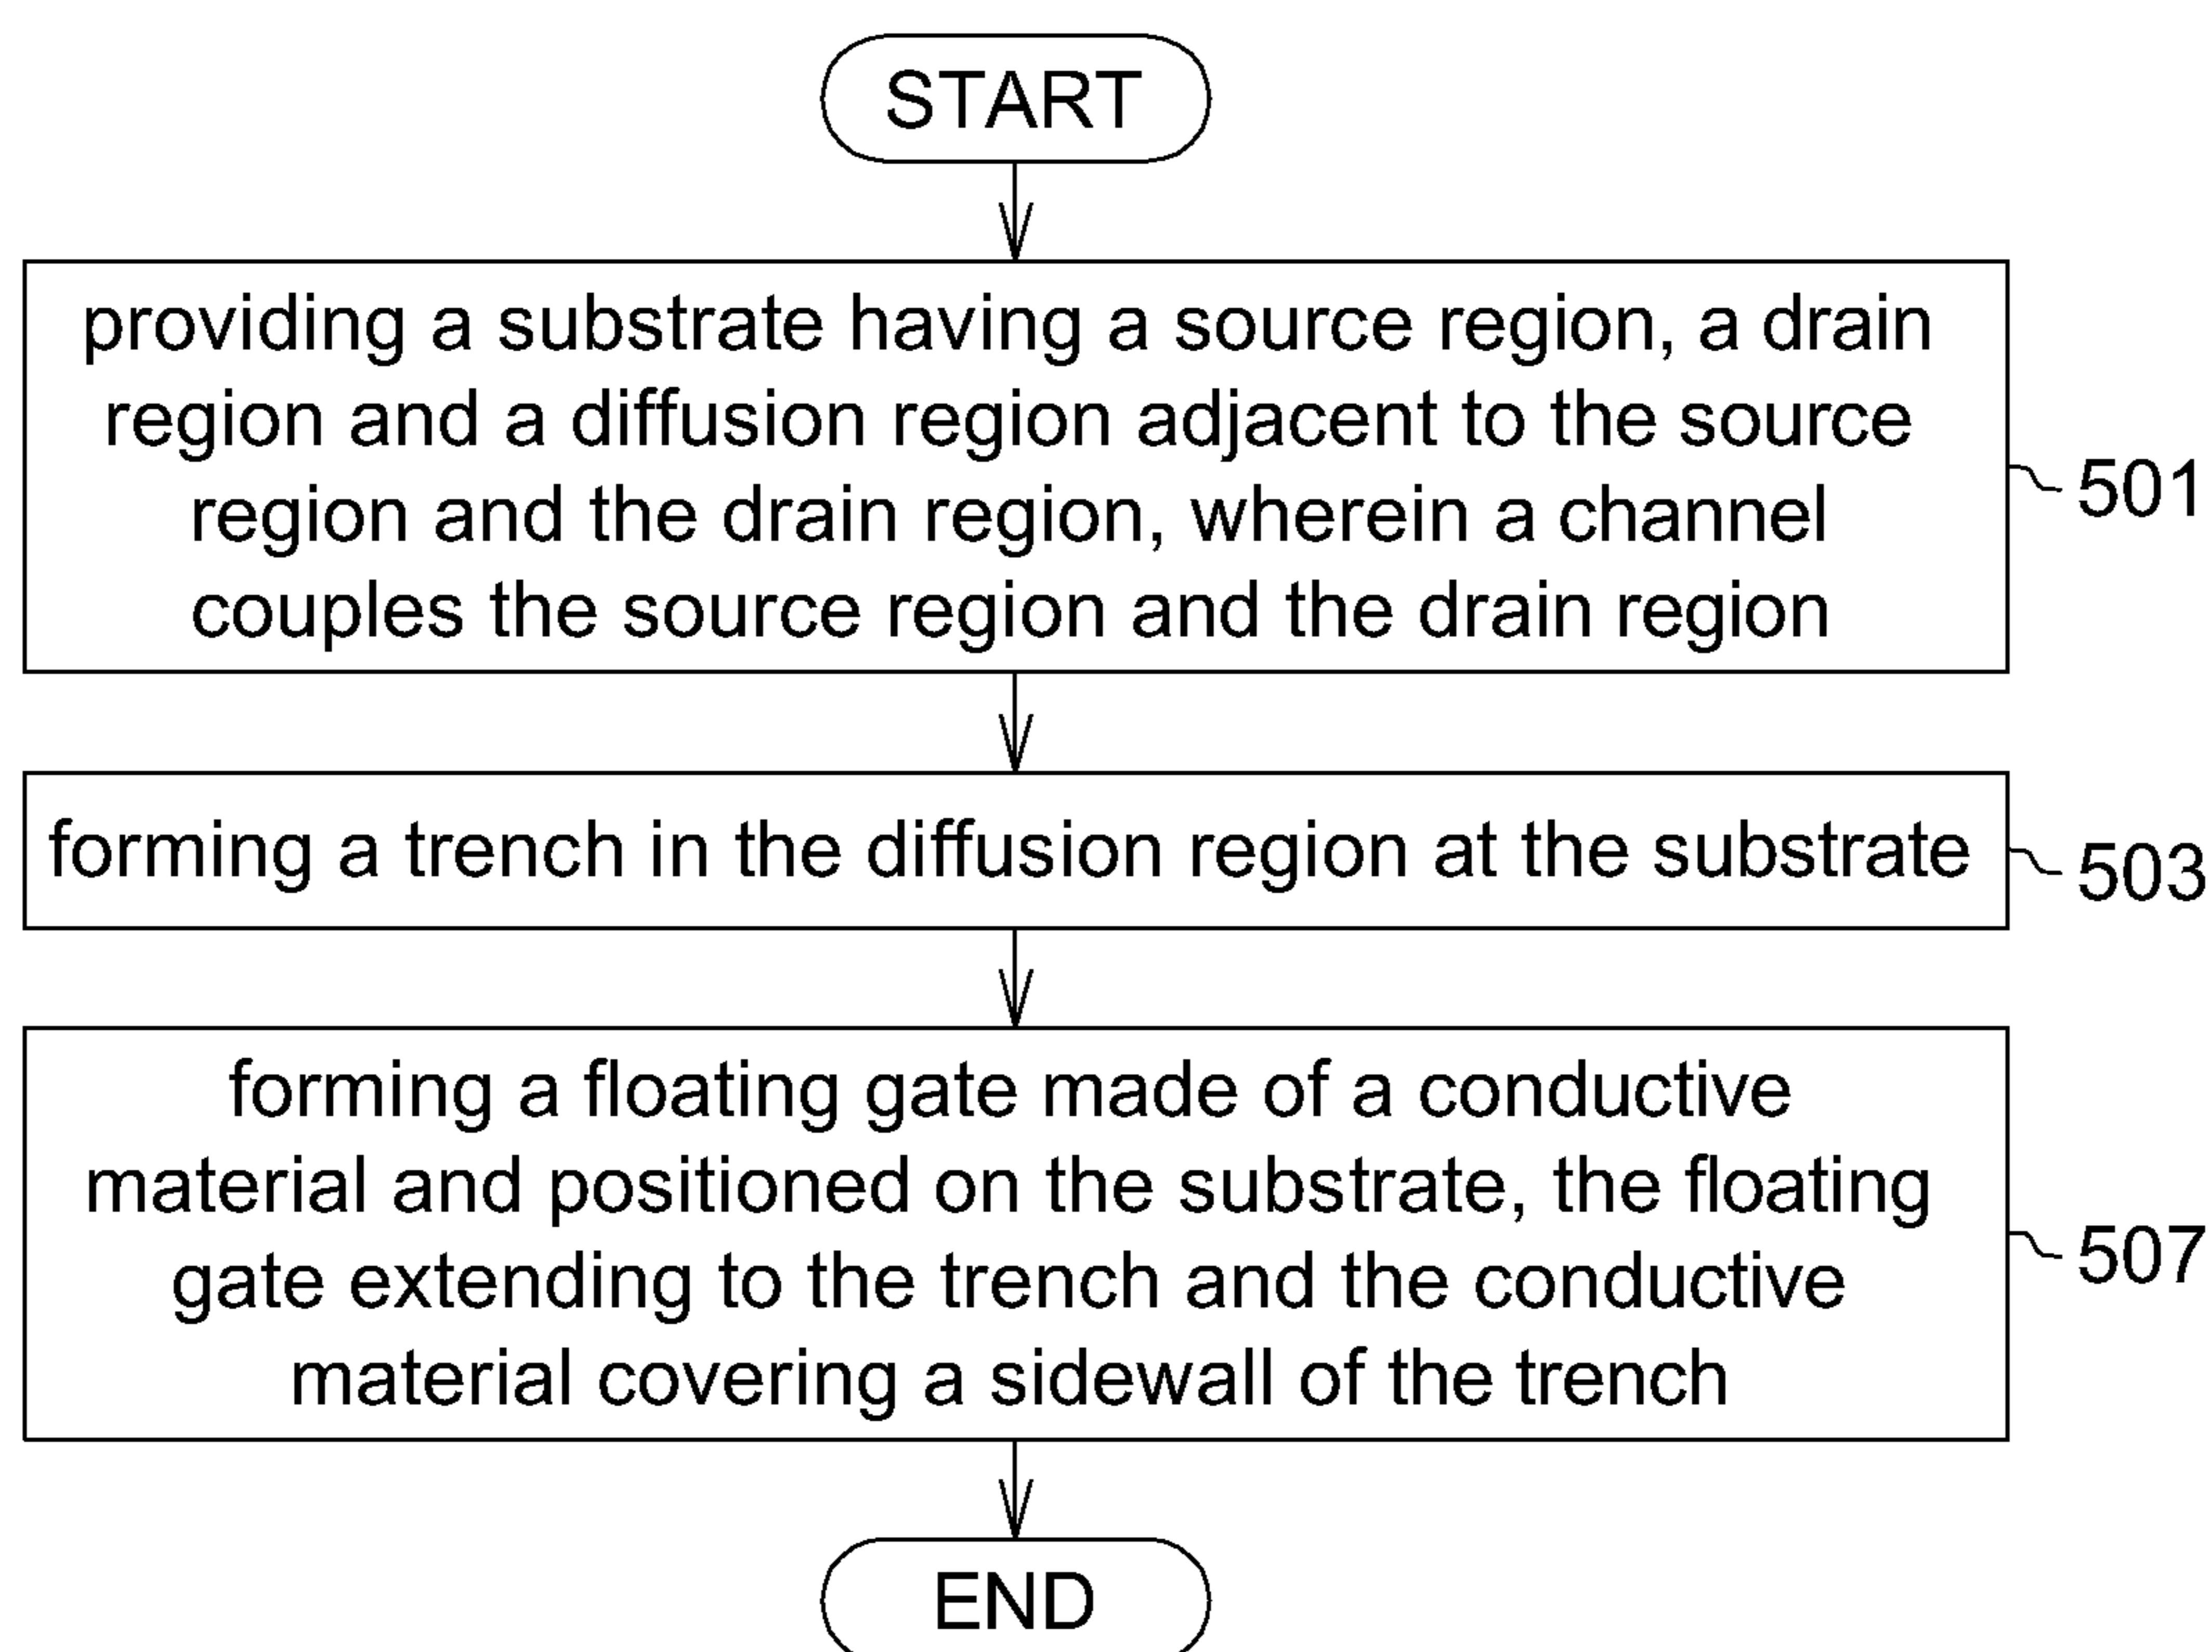 START
providing a substrate having a source region, a drain
region and a diffusion region adjacent to the source
region and the drain region, wherein a channel
couples the source region and the drain region
501
forming a trench in the diffusion region at the substrate
503
forming a floating gate made of a conductive
material and positioned on the substrate, the floating
gate extending to the trench and the conductive
material covering a sidewall of the trench
507
END